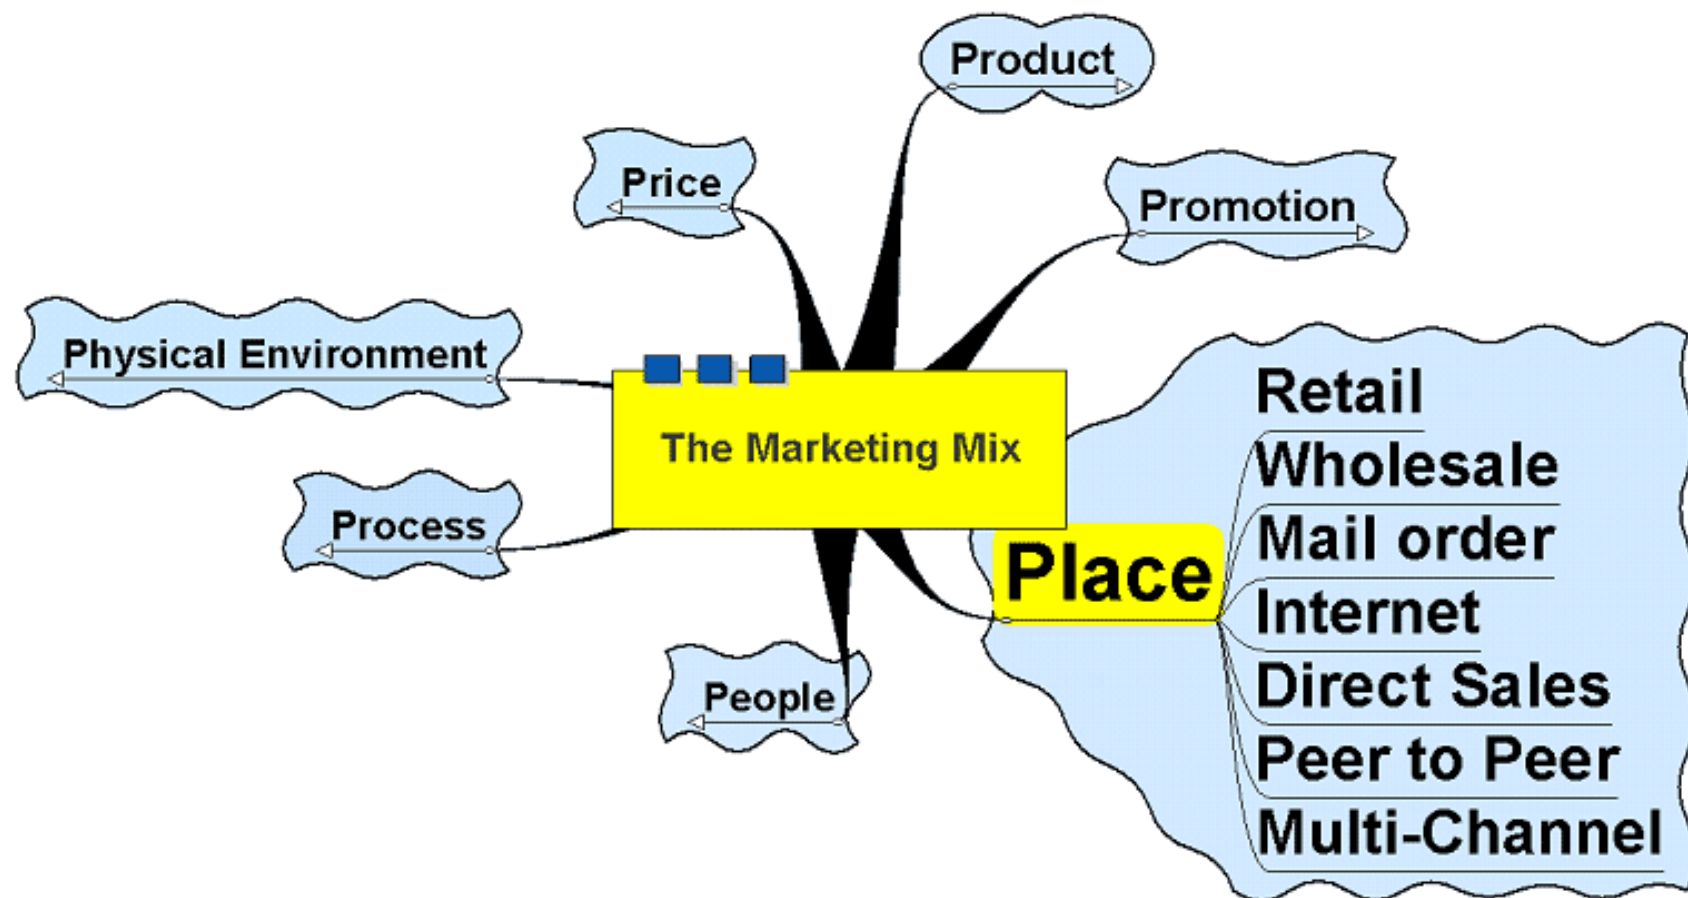 Product
Price
Promotion
Physical Environment
The Marketing Mix
Process
People
Place
Retail
Wholesale
Mail order
Internet
Direct Sales
Peer to Peer
Multi-Channel